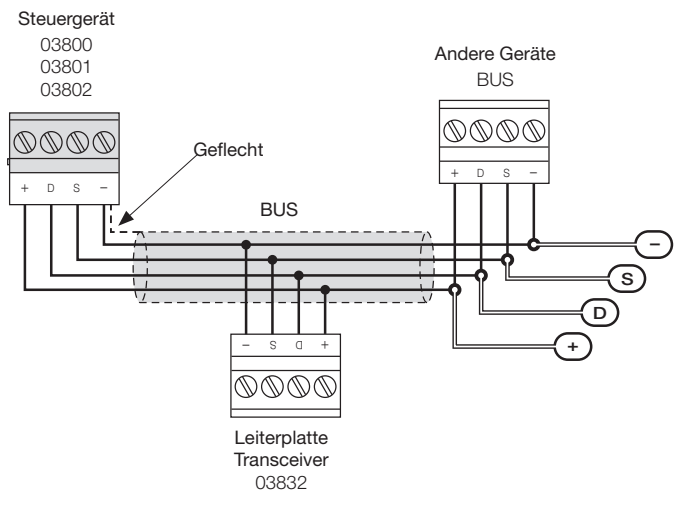 Steuergerät
03800
03801
03802
Andere Geräte
BUS
Geflecht
+ D S −
+ D S −
BUS
−
S
D
+
− S D +
Leiterplatte
Transceiver
03832